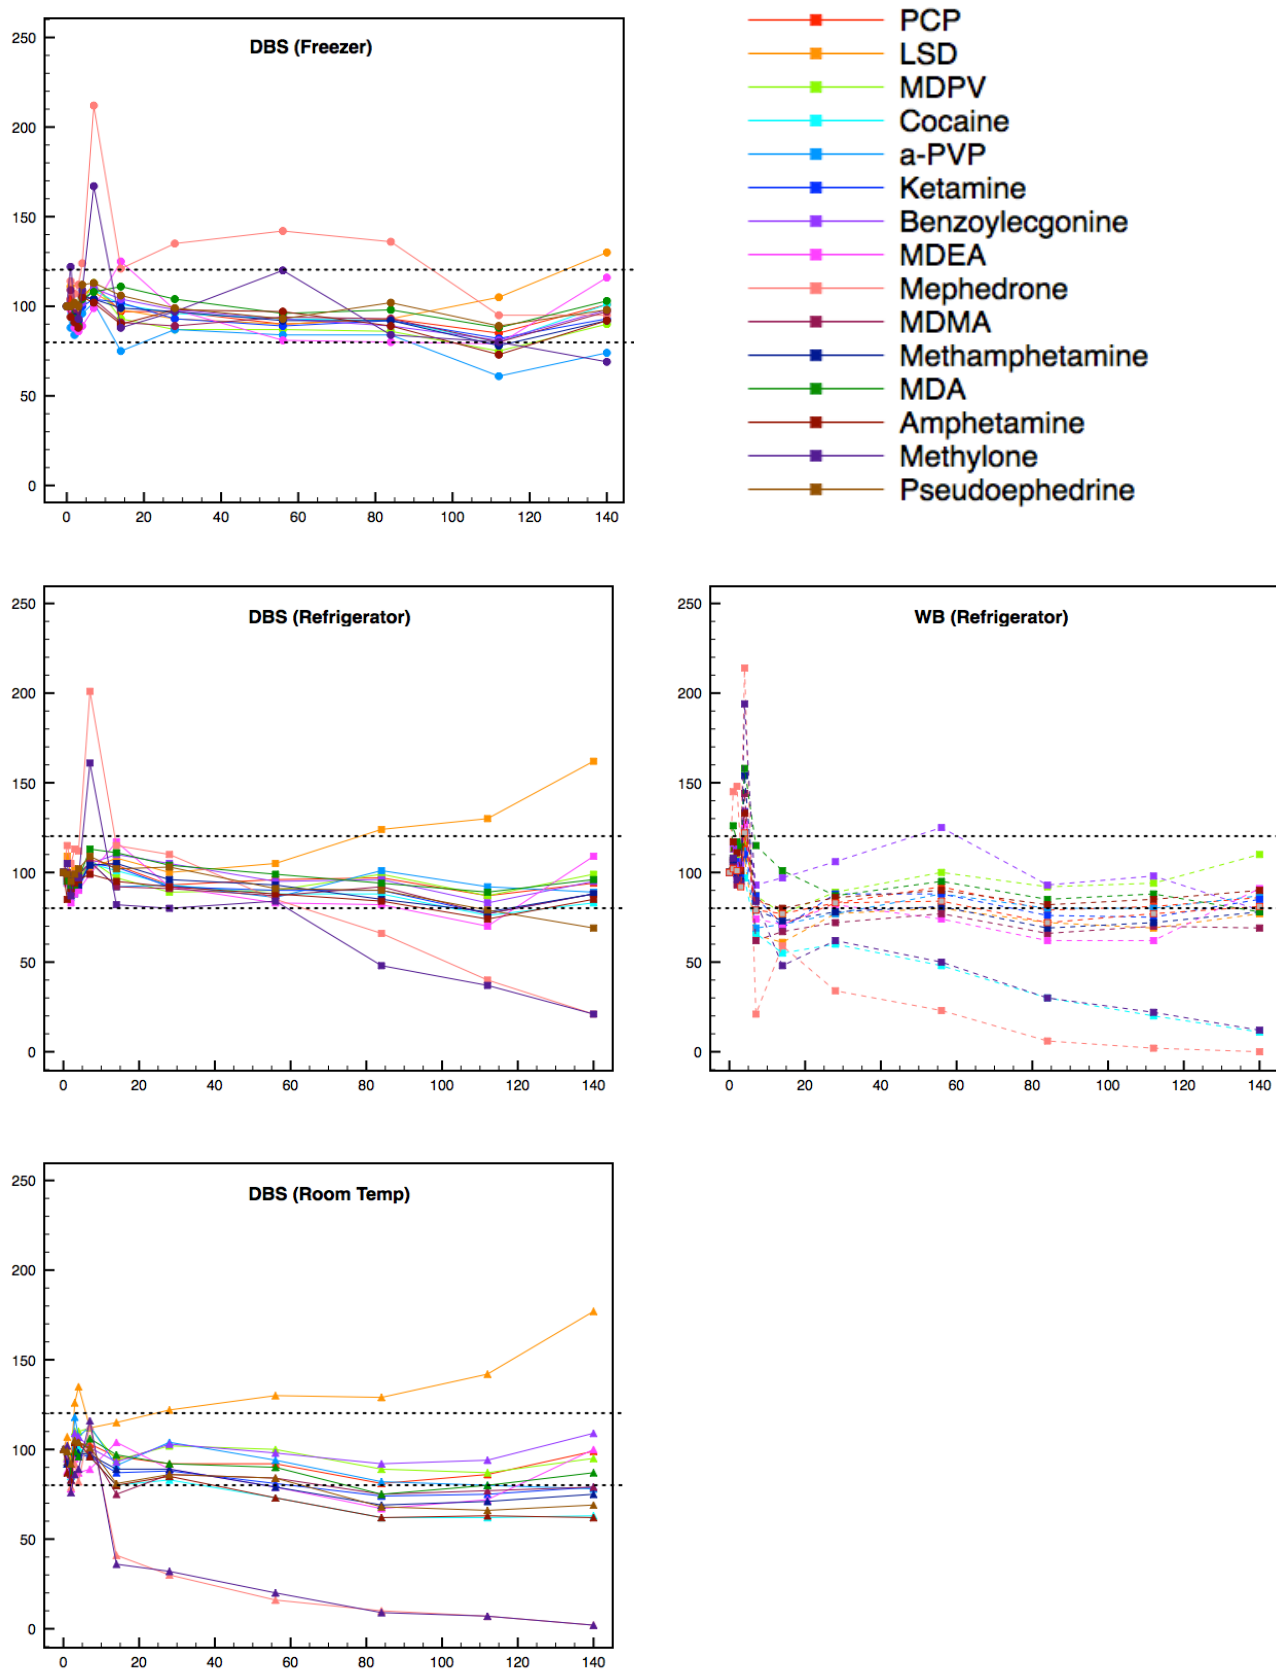 DBS (Freezer)
250
200
150
100
50
0
0 20 40 60 80 100 120 140
PCP
LSD
MDPV
Cocaine
a-PVP
Ketamine
Benzoylecgonine
MDEA
Mephedrone
MDMA
Methamphetamine
MDA
Amphetamine
Methylone
Pseudoephedrine
DBS (Refrigerator)
250
200
150
100
50
0
0 20 40 60 80 100 120 140
WB (Refrigerator)
250
200
150
100
50
0
0 20 40 60 80 100 120 140
DBS (Room Temp)
250
200
150
100
50
0
0 20 40 60 80 100 120 140